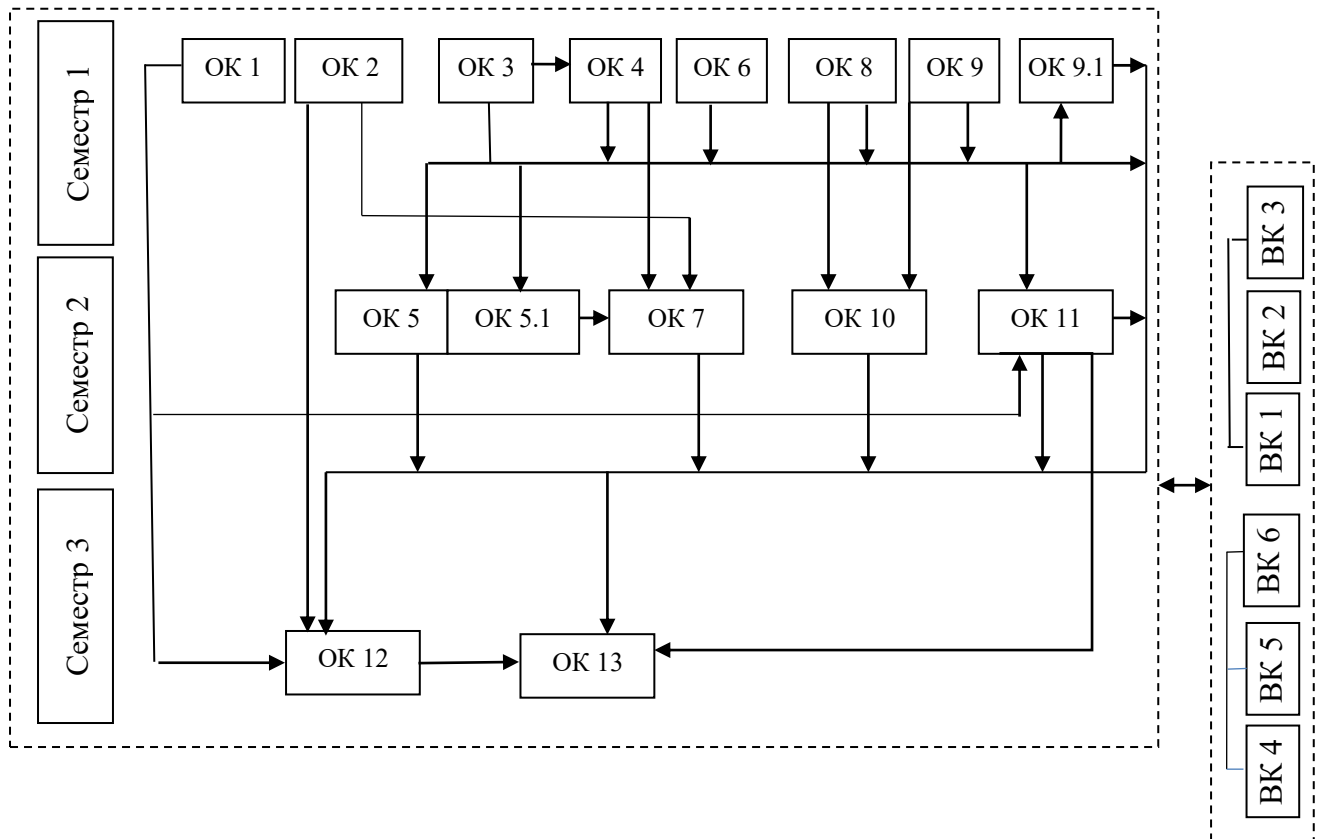 Семестр 1
ОК 1
ОК 2
ОК 3
ОК 4
ОК 6
ОК 8
ОК 9
ОК 9.1
Семестр 2
ОК 5
ОК 5.1
ОК 7
ОК 10
ОК 11
Семестр 3
ОК 12
ОК 13
ВК 3
ВК 2
ВК 1
ВК 6
ВК 5
ВК 4